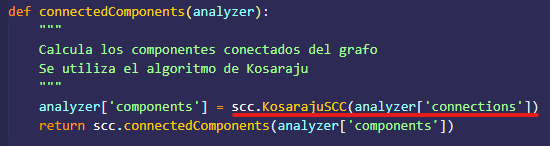 def connectedComponents(analyzer):
"""
Calcula los componentes conectados del grafo
Se utiliza el algoritmo de Kosaraju
"""
analyzer['components'] = scc.KosarajuSCC(analyzer['connections'])
return scc.connectedComponents(analyzer['components'])